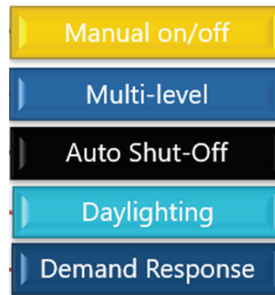 Manual on/off
Multi-level
Auto Shut-Off
Daylighting
Demand Response